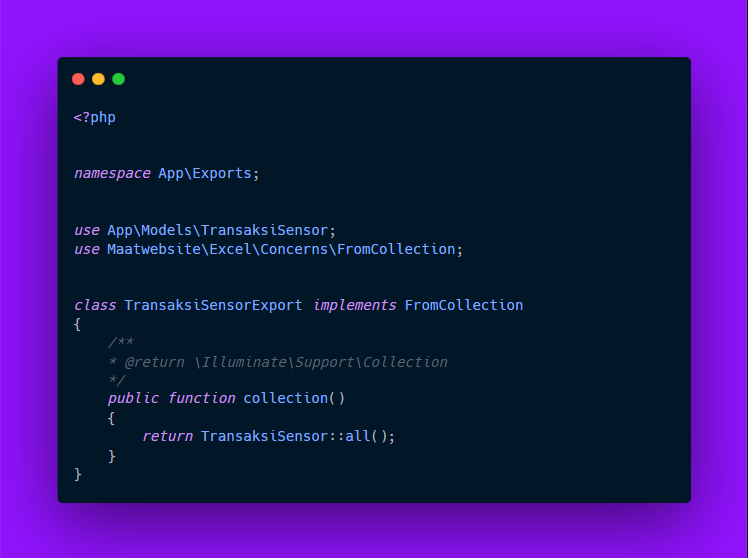 <?php
namespace App\Exports;
use App\Models\TransaksiSensor;
use Maatwebsite\Excel\Concerns\FromCollection;
class TransaksiSensorExport implements FromCollection
{
    /**
    * @return \Illuminate\Support\Collection
    */
    public function collection()
    {
        return TransaksiSensor::all();
    }
}